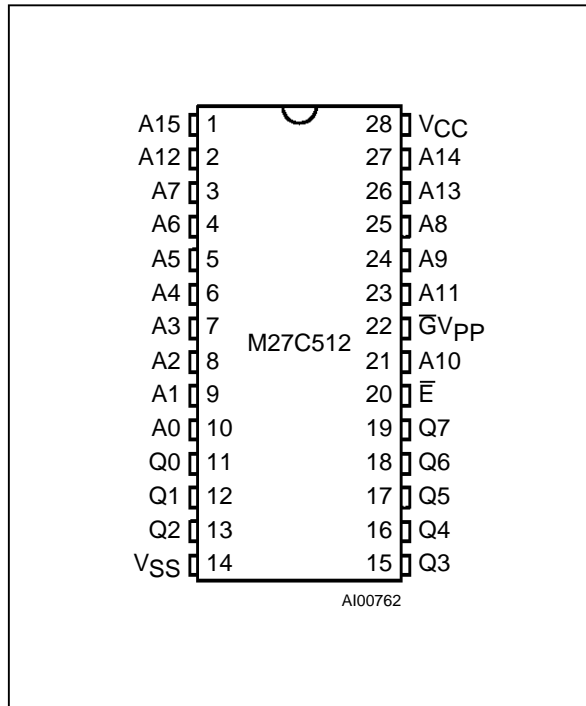 A15 1 28 VCC
A12 2 27 A14
A7 3 26 A13
A6 4 25 A8
A5 5 24 A9
A4 6 23 A11
A3 7 22 G̅VPP
M27C512
A2 8 21 A10
A1 9 20 E̅
A0 10 19 Q7
Q0 11 18 Q6
Q1 12 17 Q5
Q2 13 16 Q4
VSS 14 15 Q3
AI00762